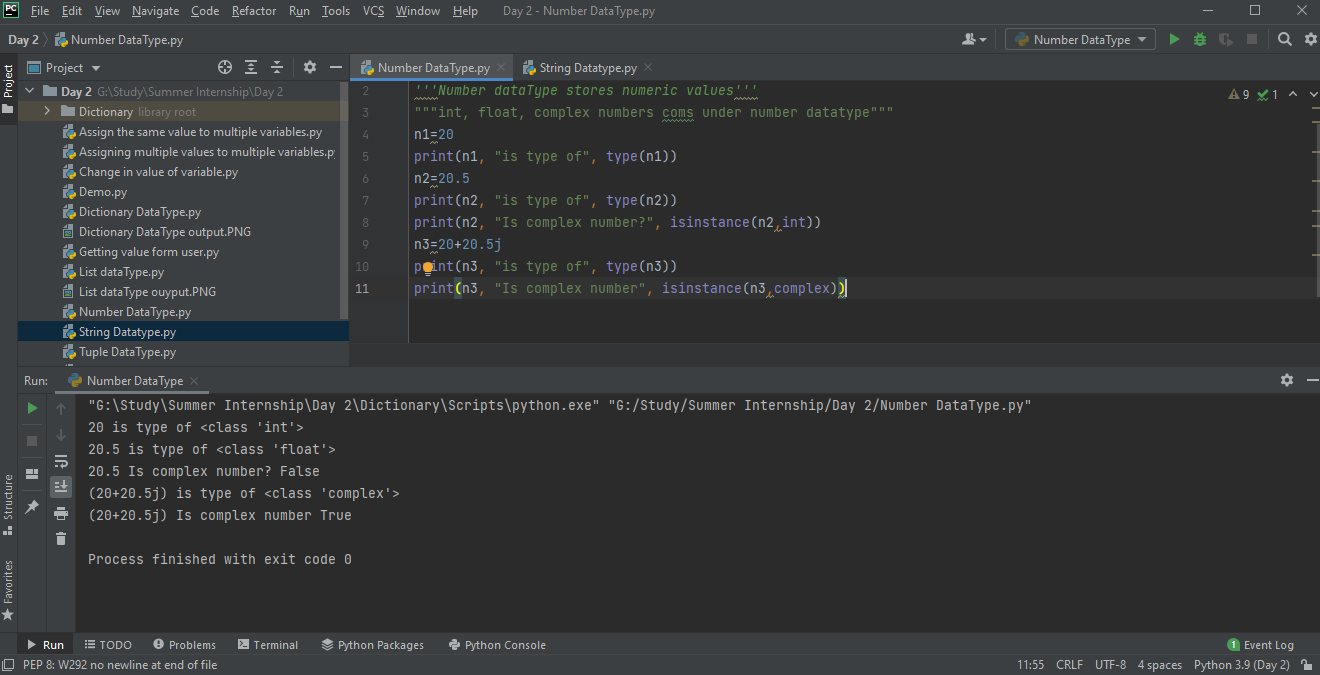 PC File Edit View Navigate Code Refactor Run Tools VCS Window Help Day 2 - Number DataType.py
Day 2 Number DataType.py Number DataType
Project
Project
Number DataType.py
String Datatype.py
Day 2 G:\Study\Summer Internship\Day 2
Dictionary library root
Assign the same value to multiple variables.py
Assigning multiple values to multiple variables.py
Change in value of variable.py
Demo.py
Dictionary DataType.py
Dictionary DataType output.PNG
Getting value form user.py
List dataType.py
List dataType ouyput.PNG
Number DataType.py
String Datatype.py
Tuple DataType.py
2 '''Number dataType stores numeric values'''
3 """int, float, complex numbers coms under number datatype"""
4 n1=20
5 print(n1, "is type of", type(n1))
6 n2=20.5
7 print(n2, "is type of", type(n2))
8 print(n2, "Is complex number?", isinstance(n2,int))
9 n3=20+20.5j
10 print(n3, "is type of", type(n3))
11 print(n3, "Is complex number", isinstance(n3,complex))
9 1
Run: Number DataType
"G:\Study\Summer Internship\Day 2\Dictionary\Scripts\python.exe" "G:/Study/Summer Internship/Day 2/Number DataType.py"
20 is type of <class 'int'>
20.5 is type of <class 'float'>
20.5 Is complex number? False
(20+20.5j) is type of <class 'complex'>
(20+20.5j) Is complex number True
Process finished with exit code 0
Structure
Favorites
Run TODO Problems Terminal Python Packages Python Console 1 Event Log
PEP 8: W292 no newline at end of file 11:55 CRLF UTF-8 4 spaces Python 3.9 (Day 2)